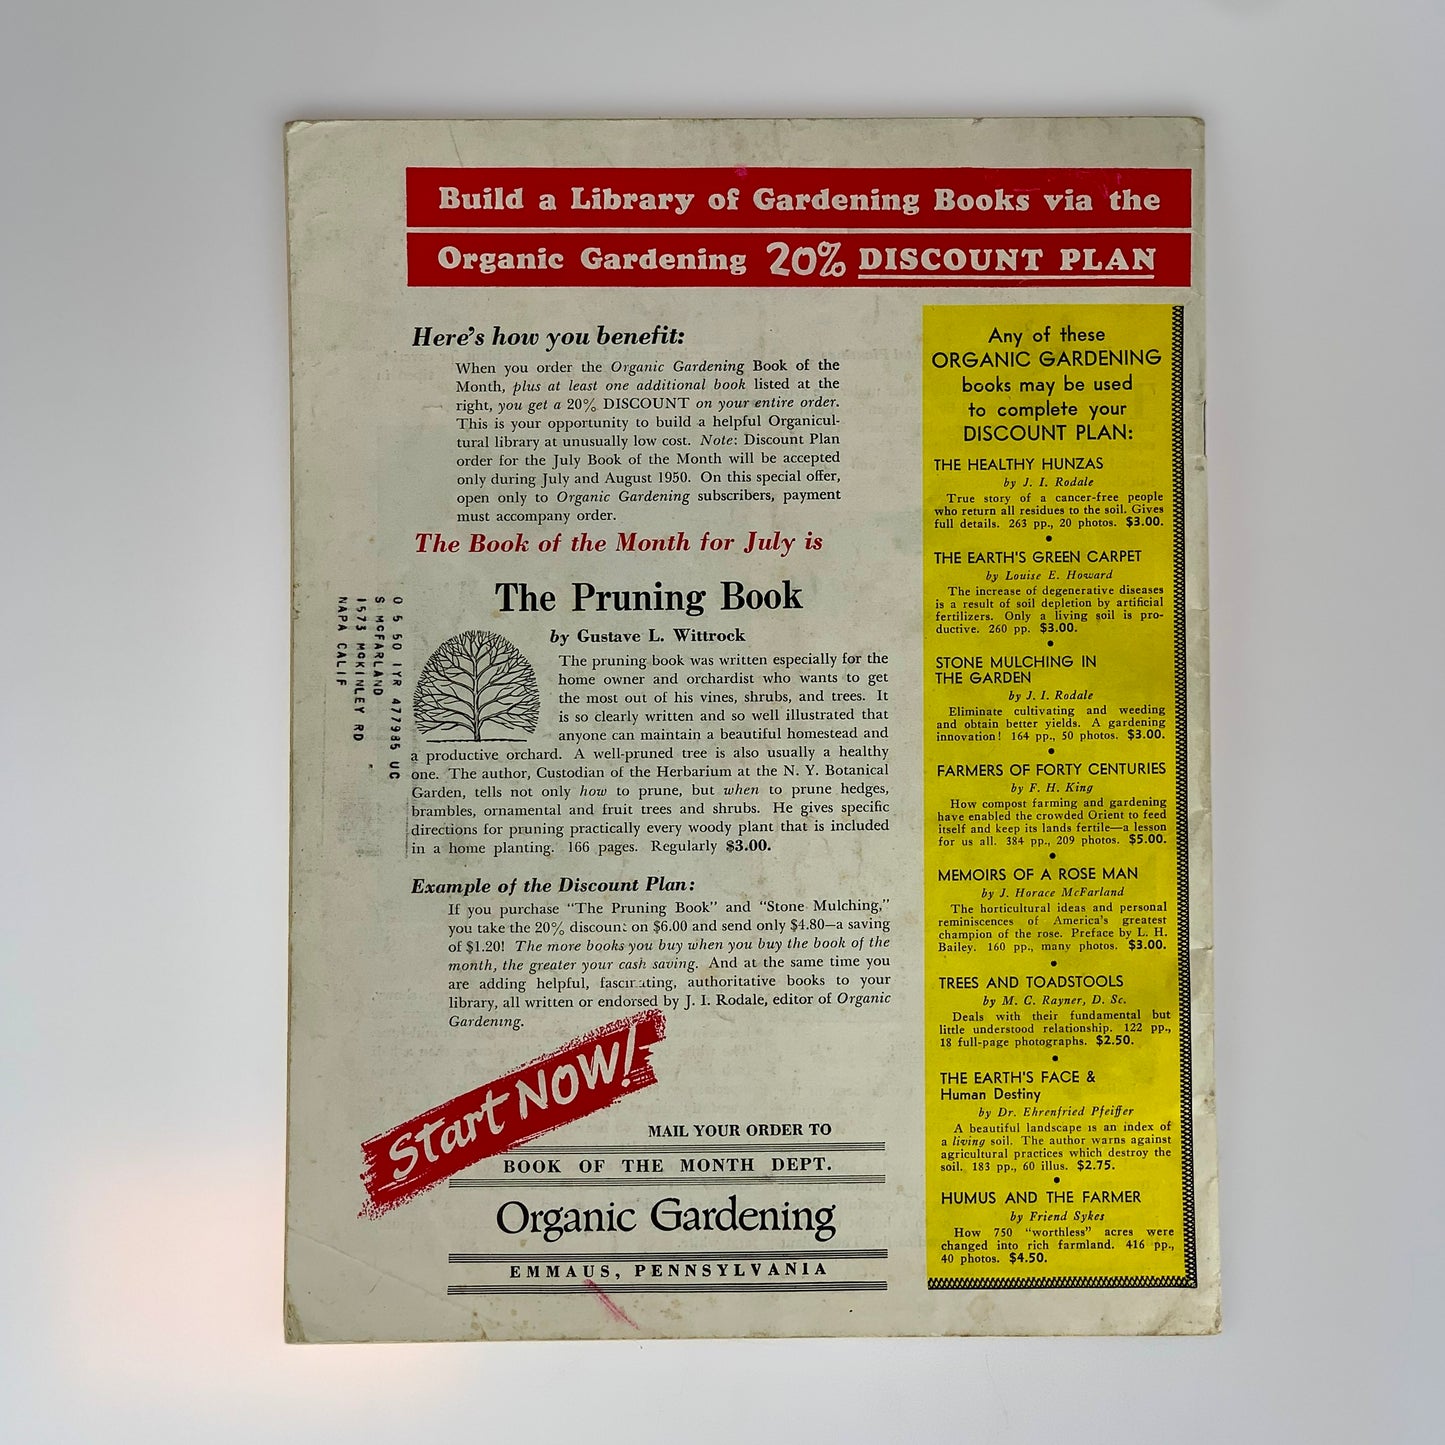 Build a Library of Gardening Books via the
Organic Gardening 20% DISCOUNT PLAN
Here's how you benefit:
When you order the Organic Gardening Book of the
Month, plus at least one additional book listed at the
right, you get a 20% DISCOUNT on your entire order.
This is your opportunity to build a helpful Organicul-
tural library at unusually low cost. Note: Discount Plan
order for the July Book of the Month will be accepted
only during July and August 1950. On this special offer,
open only to Organic Gardening subscribers, payment
must accompany order.
The Book of the Month for July is
The Pruning Book
by Gustave L. Wittrock
The pruning book was written especially for the
home owner and orchardist who wants to get
the most out of his vines, shrubs, and trees. It
is so clearly written and so well illustrated that
anyone can maintain a beautiful homestead and
a productive orchard. A well-pruned tree is also usually a healthy
one. The author, Custodian of the Herbarium at the N. Y. Botanical
Garden, tells not only how to prune, but when to prune hedges,
brambles, ornamental and fruit trees and shrubs. He gives specific
directions for pruning practically every woody plant that is included
in a home planting. 166 pages. Regularly $3.00.
Example of the Discount Plan:
If you purchase "The Pruning Book" and "Stone Mulching,"
you take the 20% discount on $6.00 and send only $4.80—a saving
of $1.20! The more books you buy when you buy the book of the
month, the greater your cash saving. And at the same time you
are adding helpful, fascinating, authoritative books to your
library, all written or endorsed by J. I. Rodale, editor of Organic
Gardening.
Start NOW!
MAIL YOUR ORDER TO
BOOK OF THE MONTH DEPT.
Organic Gardening
EMMAUS, PENNSYLVANIA
O 5 50 1YR 477985 UC
S MCFARLAND
1573 MCKINLEY RD
NAPA CALIF
Any of these
ORGANIC GARDENING
books may be used
to complete your
DISCOUNT PLAN:
THE HEALTHY HUNZAS
by J. I. Rodale
True story of a cancer-free people
who return all residues to the soil. Gives
full details. 263 pp., 20 photos. $3.00.
THE EARTH'S GREEN CARPET
by Louise E. Howard
The increase of degenerative diseases
is a result of soil depletion by artificial
fertilizers. Only a living soil is pro-
ductive. 260 pp. $3.00.
STONE MULCHING IN
THE GARDEN
by J. I. Rodale
Eliminate cultivating and weeding
and obtain better yields. A gardening
innovation! 164 pp., 50 photos. $3.00.
FARMERS OF FORTY CENTURIES
by F. H. King
How compost farming and gardening
have enabled the crowded Orient to feed
itself and keep its lands fertile—a lesson
for us all. 384 pp., 209 photos. $5.00.
MEMOIRS OF A ROSE MAN
by J. Horace McFarland
The horticultural ideas and personal
reminiscences of America's greatest
champion of the rose. Preface by L. H.
Bailey. 160 pp., many photos. $3.00.
TREES AND TOADSTOOLS
by M. C. Rayner, D. Sc.
Deals with their fundamental but
little understood relationship. 122 pp.,
18 full-page photographs. $2.50.
THE EARTH'S FACE &
Human Destiny
by Dr. Ehrenfried Pfeiffer
A beautiful landscape is an index of
a living soil. The author warns against
agricultural practices which destroy the
soil. 183 pp., 60 illus. $2.75.
HUMUS AND THE FARMER
by Friend Sykes
How 750 "worthless" acres were
changed into rich farmland. 416 pp.,
40 photos. $4.50.